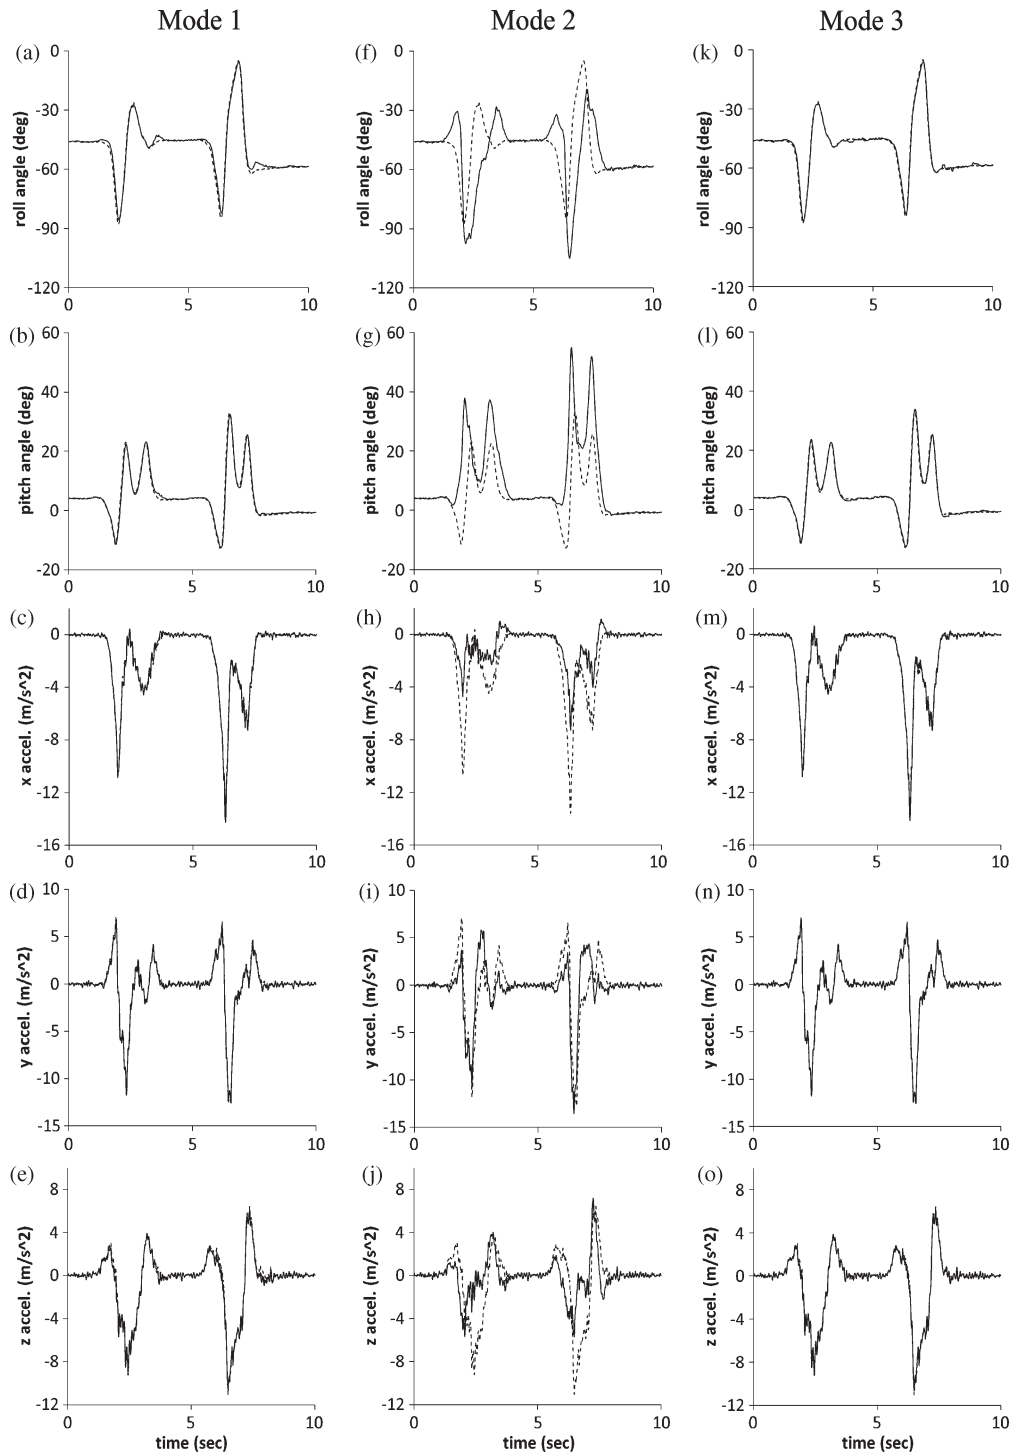 Mode 1 Mode 2 Mode 3
(a) (f) (k)
0 0 0
-30 -30 -30
-60 -60 -60
-90 -90 -90
-120 -120 -120
roll angle (deg) roll angle (deg) roll angle (deg)
0 5 10 0 5 10 0 5 10
(b) (g) (l)
60 60 60
40 40 40
20 20 20
0 0 0
-20 -20 -20
pitch angle (deg) pitch angle (deg) pitch angle (deg)
0 5 10 0 5 10 0 5 10
(c) (h) (m)
0 0 0
-4 -4 -4
-8 -8 -8
-12 -12 -12
-16 -16 -16
x accel. (m/s^2) x accel. (m/s^2) x accel. (m/s^2)
0 5 10 0 5 10 0 5 10
(d) (i) (n)
10 10 10
5 5 5
0 0 0
-5 -5 -5
-10 -10 -10
-15 -15 -15
y accel. (m/s^2) y accel. (m/s^2) y accel. (m/s^2)
0 5 10 0 5 10 0 5 10
(e) (j) (o)
8 8 8
4 4 4
0 0 0
-4 -4 -4
-8 -8 -8
-12 -12 -12
z accel. (m/s^2) z accel. (m/s^2) z accel. (m/s^2)
0 5 10 0 5 10 0 5 10
time (sec) time (sec) time (sec)